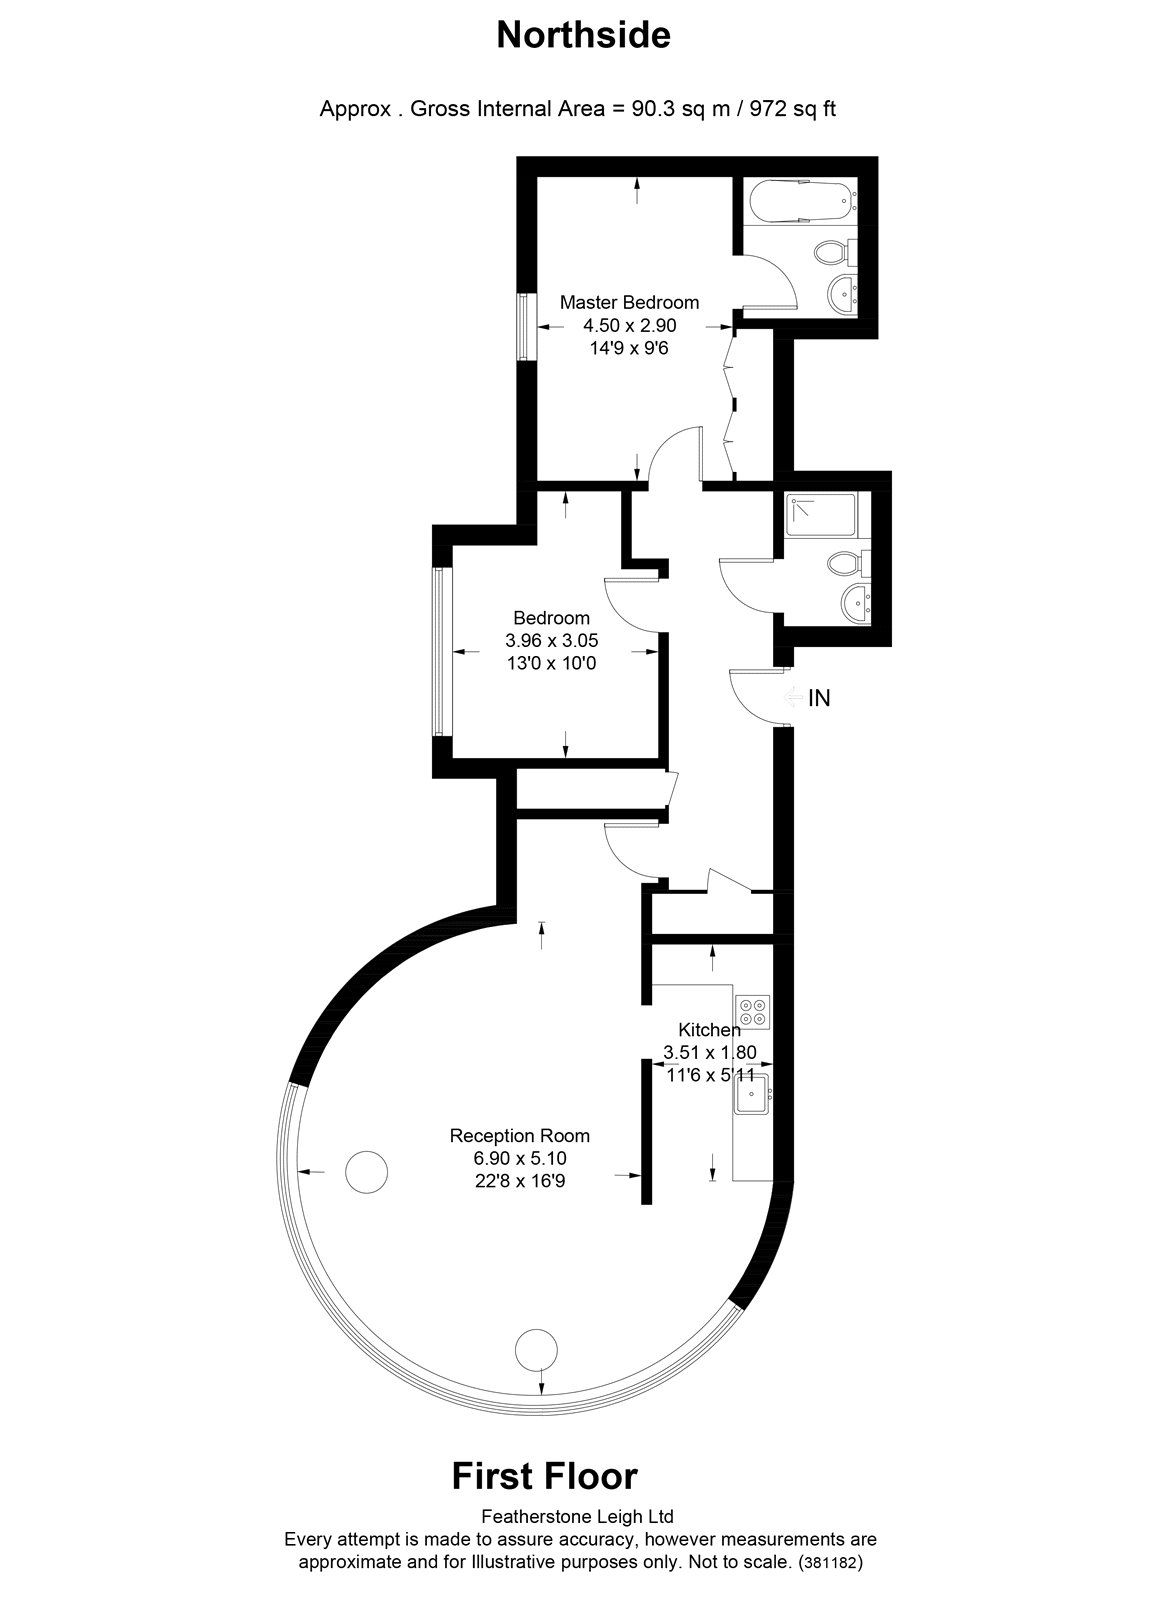 Northside
Approx . Gross Internal Area = 90.3 sq m / 972 sq ft
Master Bedroom
4.50 x 2.90
14'9 x 9'6
Bedroom
3.96 x 3.05
13'0 x 10'0
IN
Kitchen
3.51 x 1.80
11'6 x 5'11
Reception Room
6.90 x 5.10
22'8 x 16'9
First Floor
Featherstone Leigh Ltd
Every attempt is made to assure accuracy, however measurements are
approximate and for Illustrative purposes only. Not to scale. (381182)